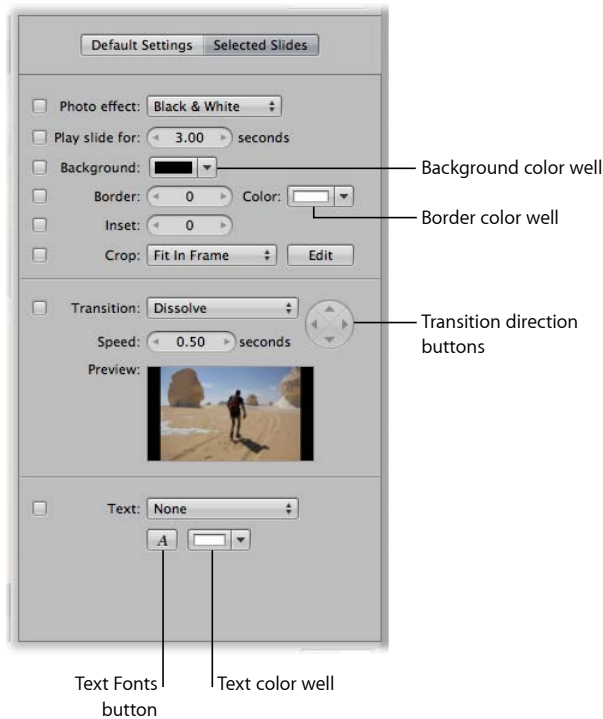 Default Settings Selected Slides
Photo effect: Black & White
Play slide for: 3.00 seconds
Background:
Background color well
Border: 0 Color:
Border color well
Inset: 0
Crop: Fit In Frame Edit
Transition: Dissolve
Transition direction
buttons
Speed: 0.50 seconds
Preview:
Text: None
A
Text Fonts
button
Text color well